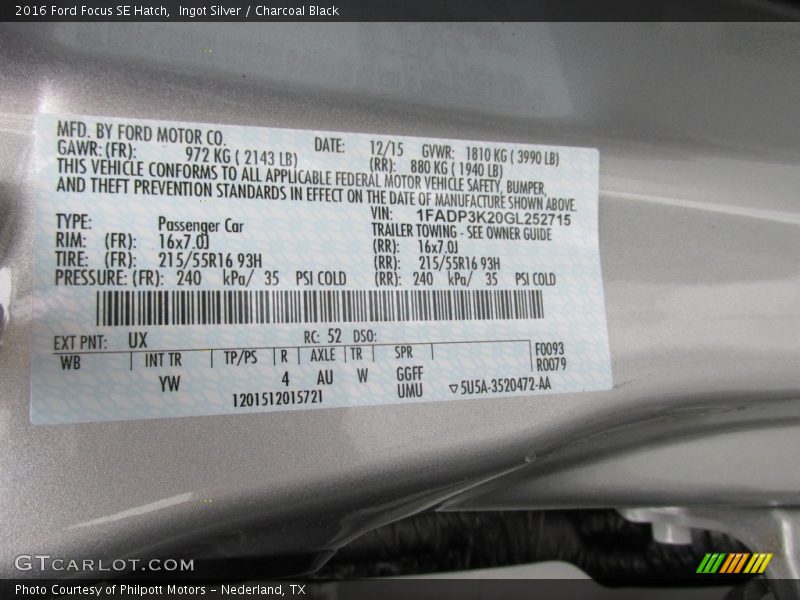 2016 Ford Focus SE Hatch,  Ingot Silver / Charcoal Black
MFD. BY FORD MOTOR CO. DATE: 12/15 GVWR: 1810 KG ( 3990 LB)
GAWR: (FR): 972 KG ( 2143 LB) (RR): 880 KG ( 1940 LB)
THIS VEHICLE CONFORMS TO ALL APPLICABLE FEDERAL MOTOR VEHICLE SAFETY, BUMPER,
AND THEFT PREVENTION STANDARDS IN EFFECT ON THE DATE OF MANUFACTURE SHOWN ABOVE.
VIN: 1FADP3K20GL252715
TYPE: Passenger Car TRAILER TOWING - SEE OWNER GUIDE
RIM: (FR): 16x7.0J (RR): 16x7.0J
TIRE: (FR): 215/55R16 93H (RR): 215/55R16 93H
PRESSURE: (FR): 240 kPa/ 35 PSI COLD (RR): 240 kPa/ 35 PSI COLD
EXT PNT: UX RC: 52 DSO:
WB INT TR TP/PS R AXLE TR SPR F0093
R0079
YW 4 AU W GGFF
UMU
1201512015721 ▽5U5A-3520472-AA
GTCARLOT.COM
Photo Courtesy of Philpott Motors – Nederland, TX